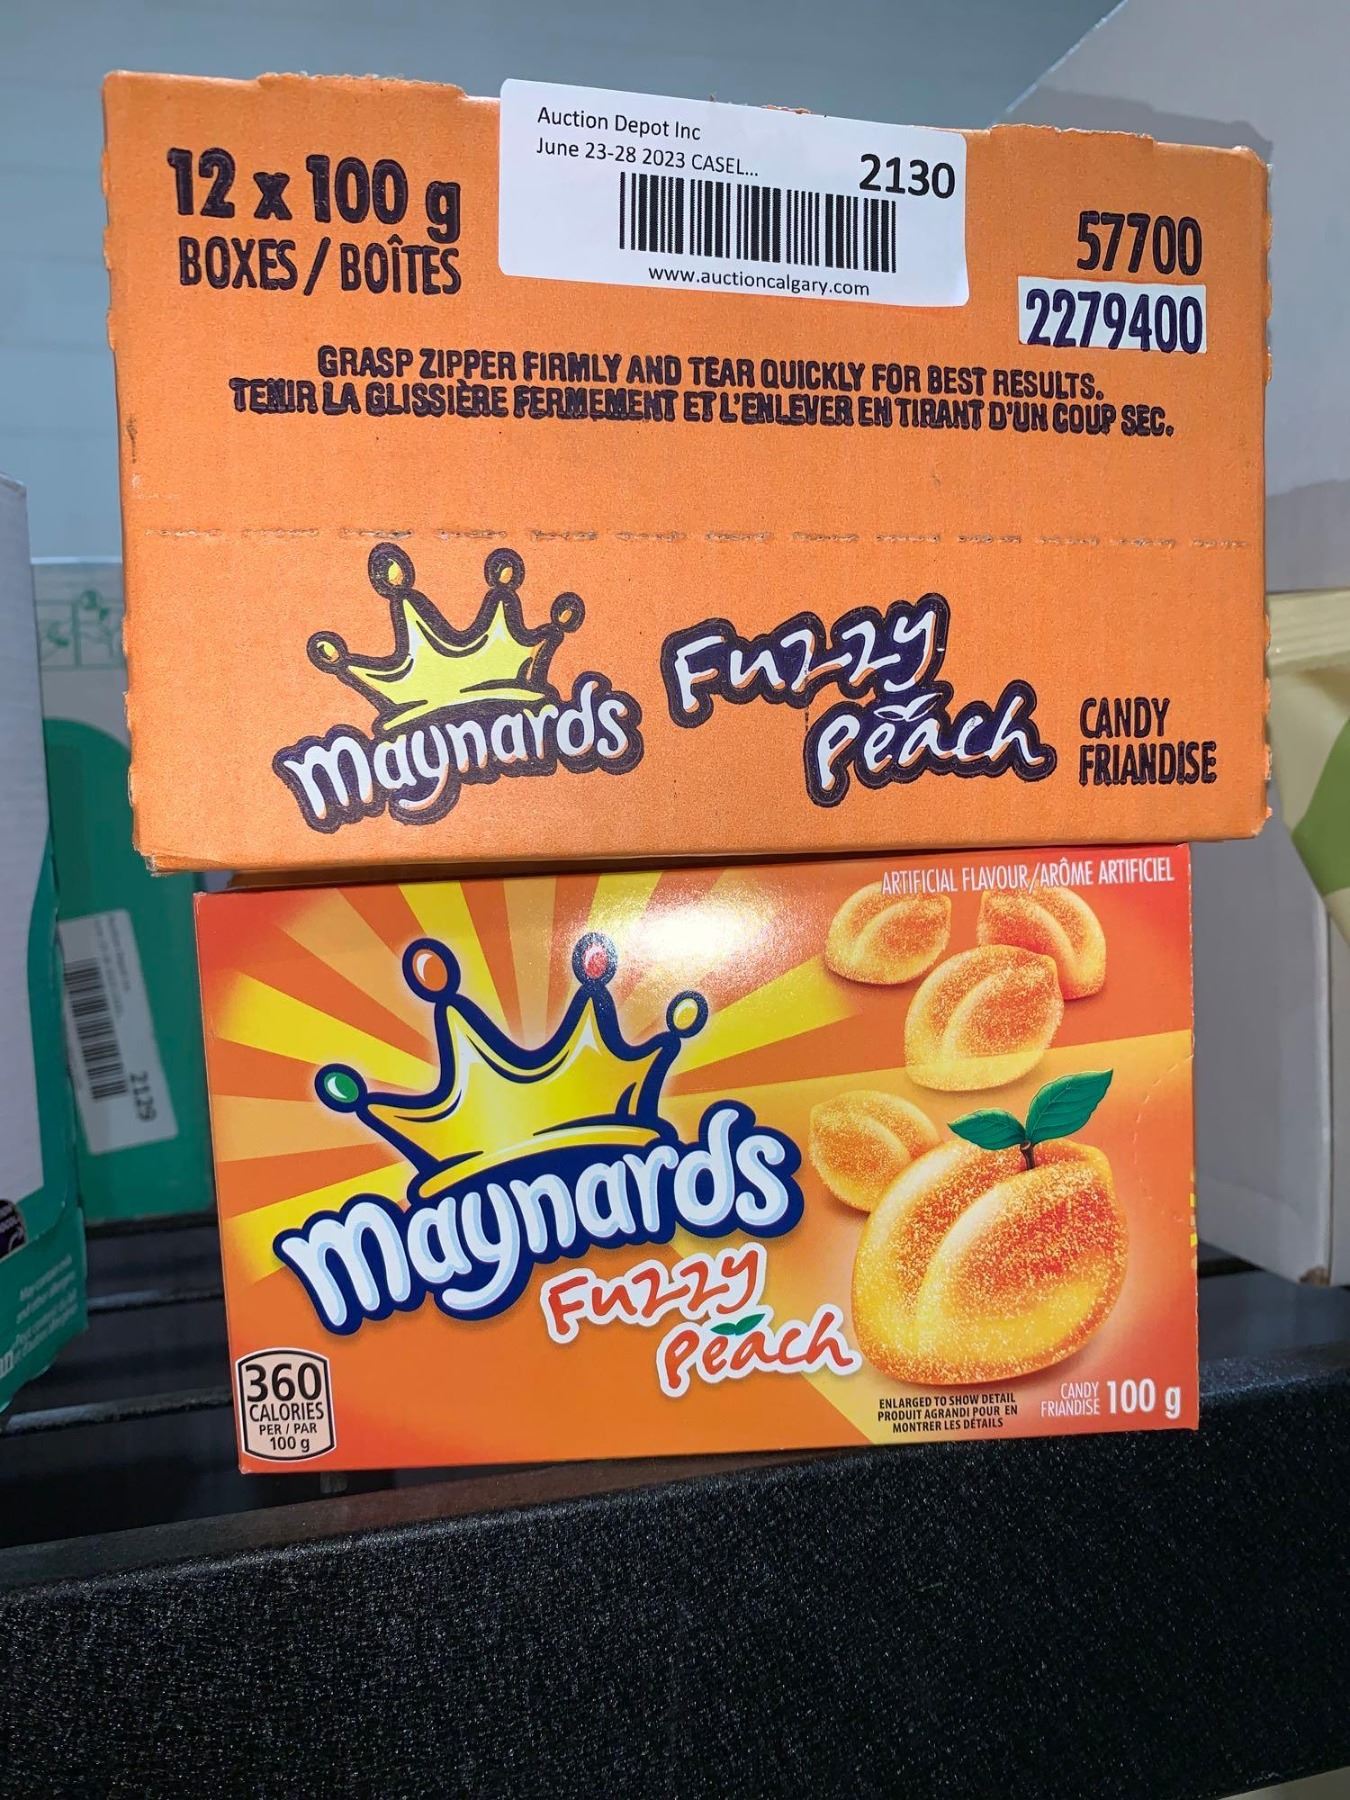 Auction Depot Inc
June 23-28 2023 CASEL...
2130
www.auctioncalgary.com
12 x 100 g
BOXES / BOÎTES
57700
2279400
GRASP ZIPPER FIRMLY AND TEAR QUICKLY FOR BEST RESULTS.
TENIR LA GLISSIÈRE FERMEMENT ET L'ENLEVER EN TIRANT D'UN COUP SEC.
Maynards
Fuzzy
Peach
CANDY
FRIANDISE
ARTIFICIAL FLAVOUR/ARÔME ARTIFICIEL
Maynards
Fuzzy
Peach
360
CALORIES
PER / PAR
100 g
ENLARGED TO SHOW DETAIL
PRODUIT AGRANDI POUR EN
MONTRER LES DÉTAILS
CANDY
FRIANDISE
100 g
2129